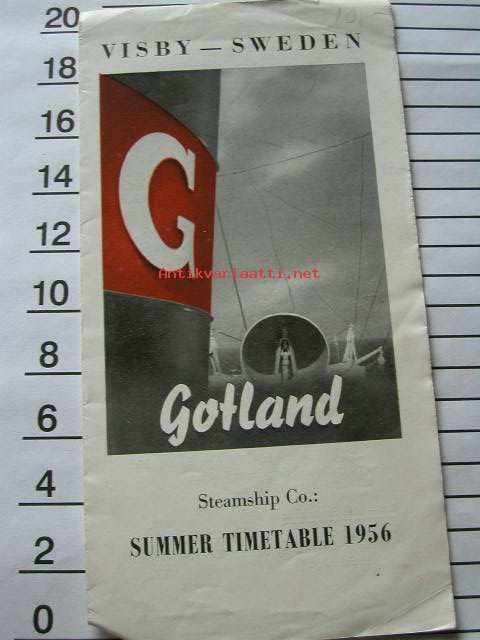 20
18
16
14
12
10
8
6
4
2
0
VISBY — SWEDEN
G
Antikvariaatti.net
Gotland
Steamship Co.:
SUMMER TIMETABLE 1956